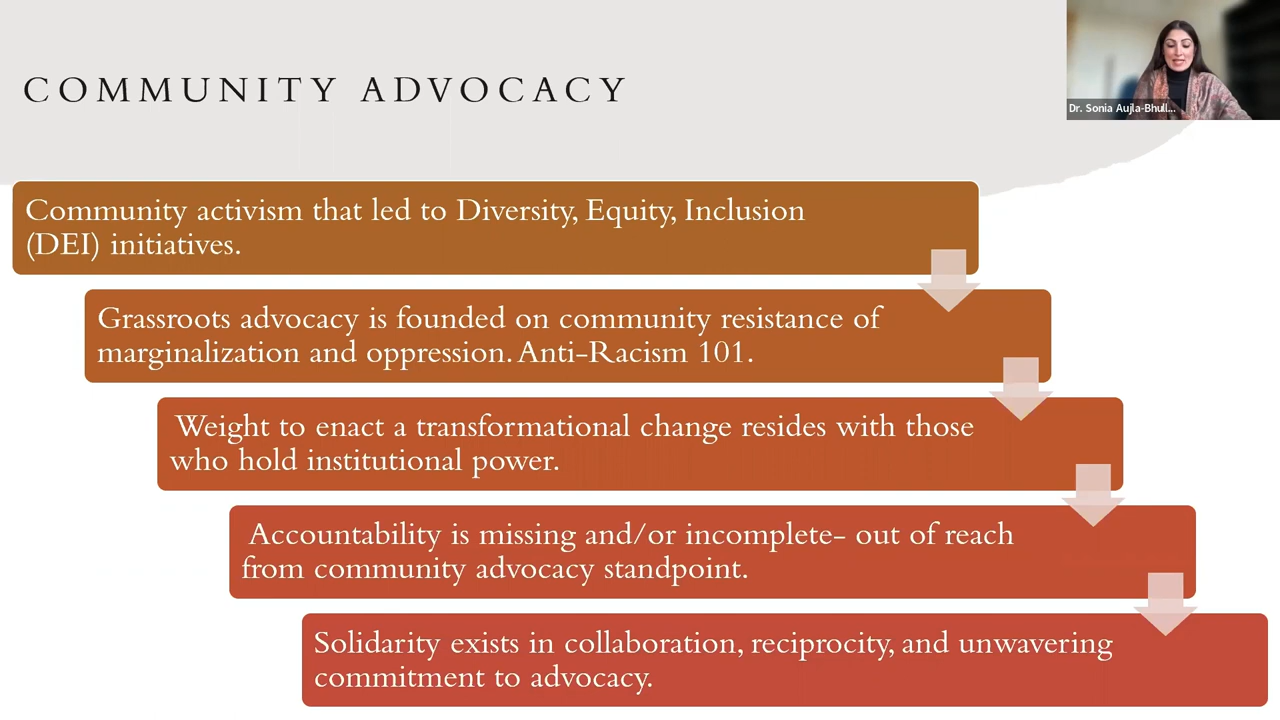 COMMUNITY ADVOCACY
Dr. Sonia Aujla-Bhull...
Community activism that led to Diversity, Equity, Inclusion
(DEI) initiatives.
Grassroots advocacy is founded on community resistance of
marginalization and oppression. Anti-Racism 101.
Weight to enact a transformational change resides with those
who hold institutional power.
Accountability is missing and/or incomplete- out of reach
from community advocacy standpoint.
Solidarity exists in collaboration, reciprocity, and unwavering
commitment to advocacy.